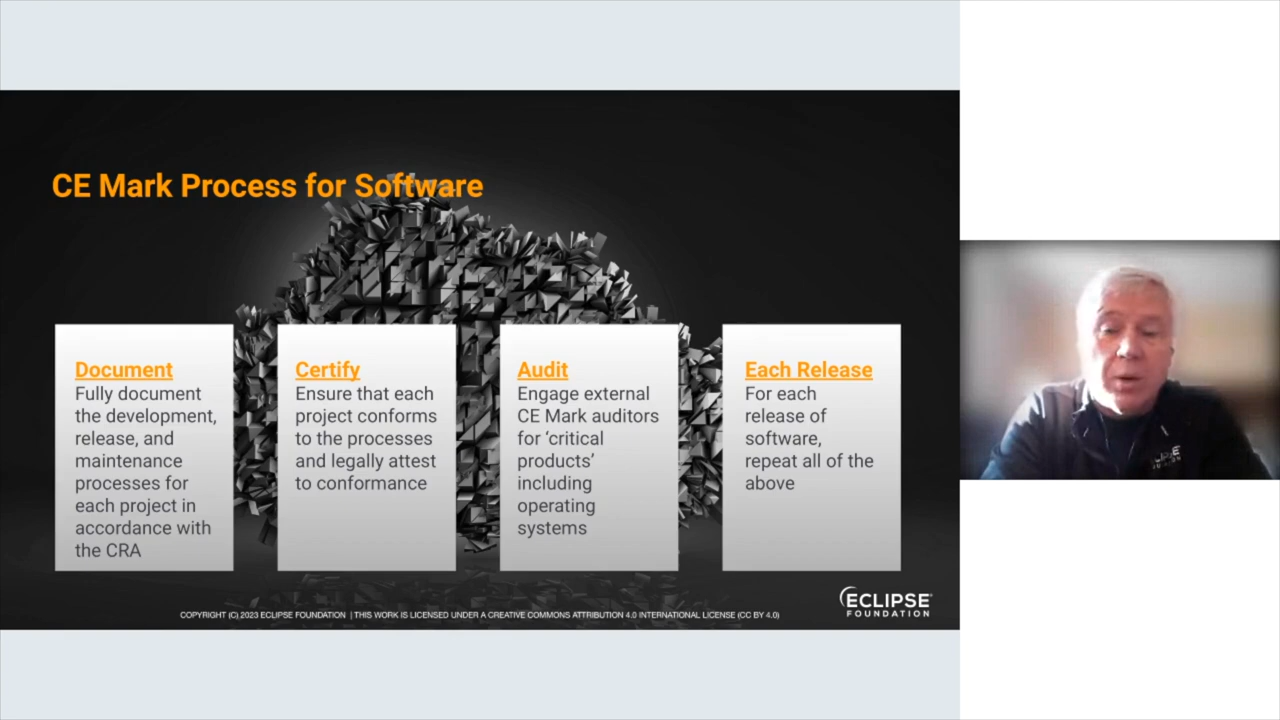 CE Mark Process for Software
Document
Fully document
the development,
release, and
maintenance
processes for
each project in
accordance with
the CRA
Certify
Ensure that each
project conforms
to the processes
and legally attest
to conformance
Audit
Engage external
CE Mark auditors
for ‘critical
products’
including
operating
systems
Each Release
For each
release of
software,
repeat all of the
above
COPYRIGHT (C) 2023 ECLIPSE FOUNDATION | THIS WORK IS LICENSED UNDER A CREATIVE COMMONS ATTRIBUTION 4.0 INTERNATIONAL LICENSE (CC BY 4.0)
ECLIPSE
FOUNDATION